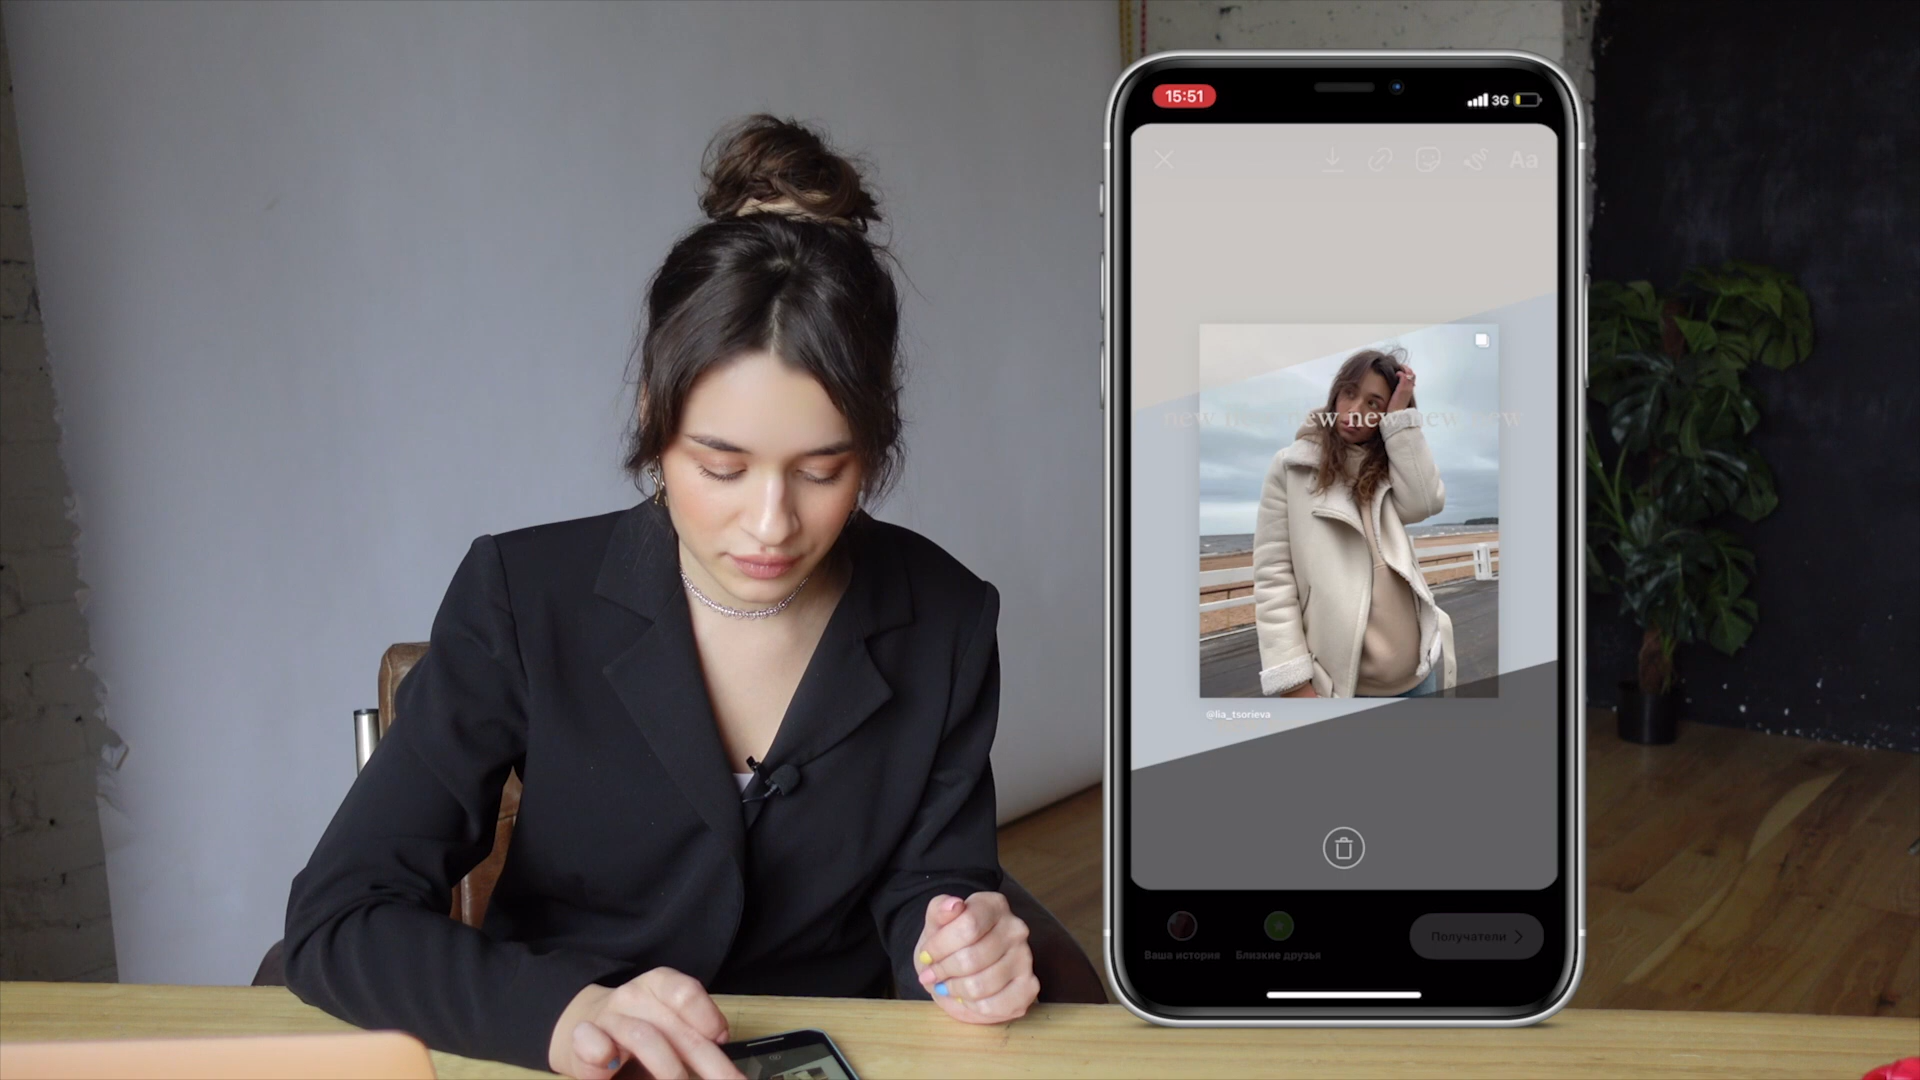 15:51
3G
Aa
new new new new new new
@lia_tsorieva
Ваша история
Близкие друзья
Получатели